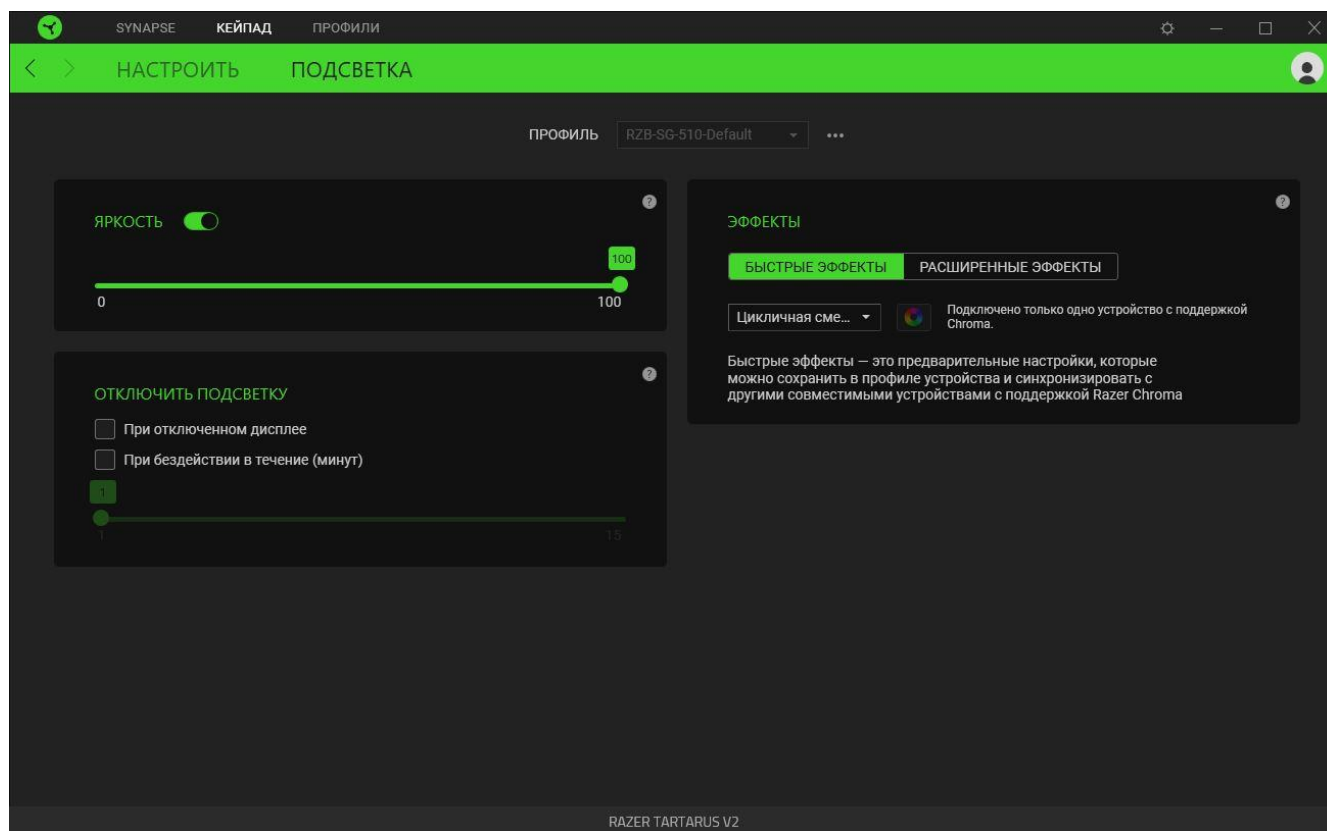 SYNAPSE КЕЙПАД ПРОФИЛИ
НАСТРОИТЬ ПОДСВЕТКА
ПРОФИЛЬ RZB-SG-510-Default
ЯРКОСТЬ
100
0 100
ОТКЛЮЧИТЬ ПОДСВЕТКУ
При отключенном дисплее
При бездействии в течение (минут)
1
1 15
ЭФФЕКТЫ
БЫСТРЫЕ ЭФФЕКТЫ РАСШИРЕННЫЕ ЭФФЕКТЫ
Цикличная сме... Подключено только одно устройство с поддержкой
Chroma.
Быстрые эффекты — это предварительные настройки, которые
можно сохранить в профиле устройства и синхронизировать с
другими совместимыми устройствами с поддержкой Razer Chroma
RAZER TARTARUS V2